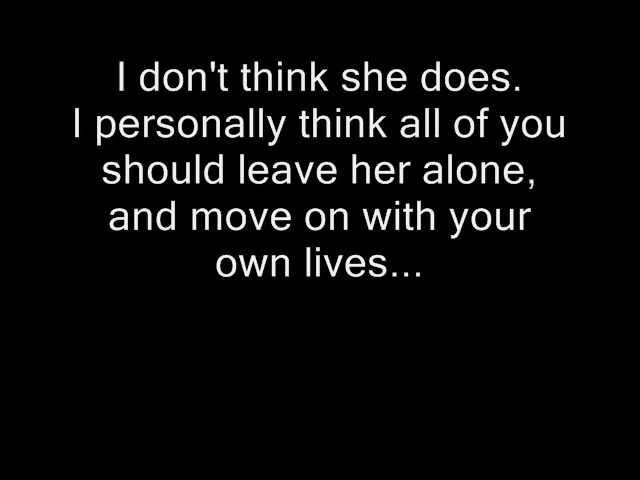 I don't think she does.
I personally think all of you
should leave her alone,
and move on with your
own lives...